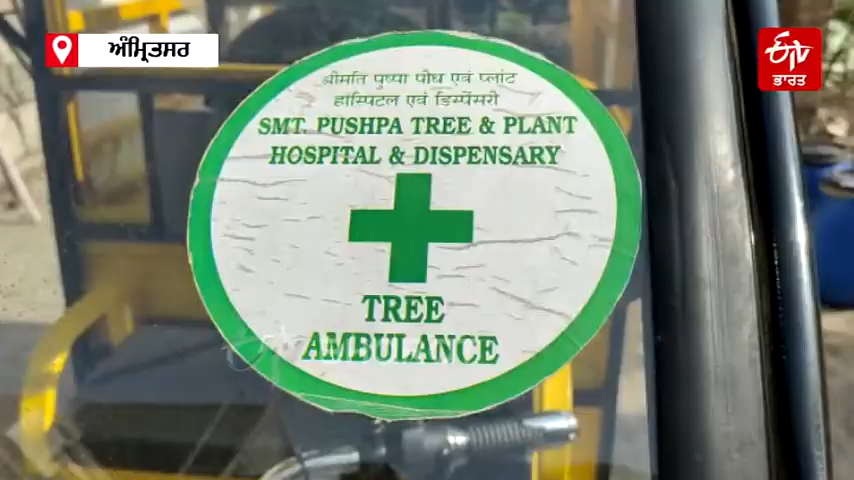 ਅੰਮ੍ਰਿਤਸਰ
etv
ਭਾਰਤ
श्रीमति पुष्पा पौध एवं प्लांट
हॉस्पिटल एवं डिस्पेंसरी
SMT. PUSHPA TREE & PLANT
HOSPITAL & DISPENSARY
TREE
AMBULANCE